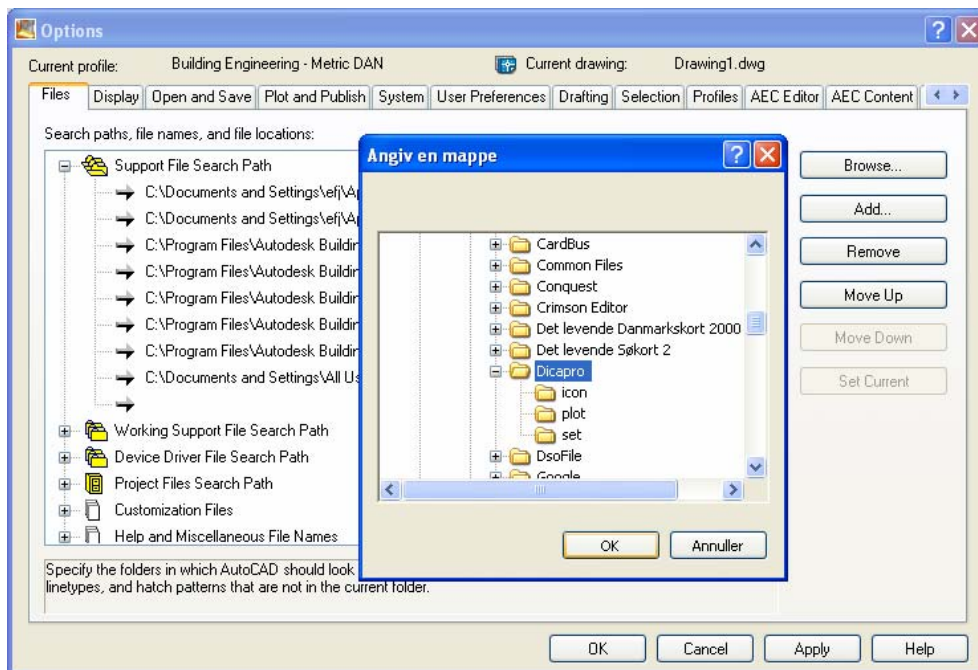 Options
Current profile: Building Engineering - Metric DAN Current drawing: Drawing1.dwg
Files Display Open and Save Plot and Publish System User Preferences Drafting Selection Profiles AEC Editor AEC Content
Search paths, file names, and file locations:
Support File Search Path
C:\Documents and Settings\efj\Ap
C:\Documents and Settings\efj\Ap
C:\Program Files\Autodesk Buildin
C:\Program Files\Autodesk Buildin
C:\Program Files\Autodesk Buildin
C:\Program Files\Autodesk Buildin
C:\Program Files\Autodesk Buildin
C:\Documents and Settings\All Us
Working Support File Search Path
Device Driver File Search Path
Project Files Search Path
Customization Files
Help and Miscellaneous File Names
Specify the folders in which AutoCAD should look
linetypes, and hatch patterns that are not in the current folder.
Angiv en mappe
CardBus
Common Files
Conquest
Crimson Editor
Det levende Danmarkskort 2000
Det levende Søkort 2
Dicapro
icon
plot
set
DsoFile
Google
OK Annuller
Browse...
Add...
Remove
Move Up
Move Down
Set Current
OK Cancel Apply Help